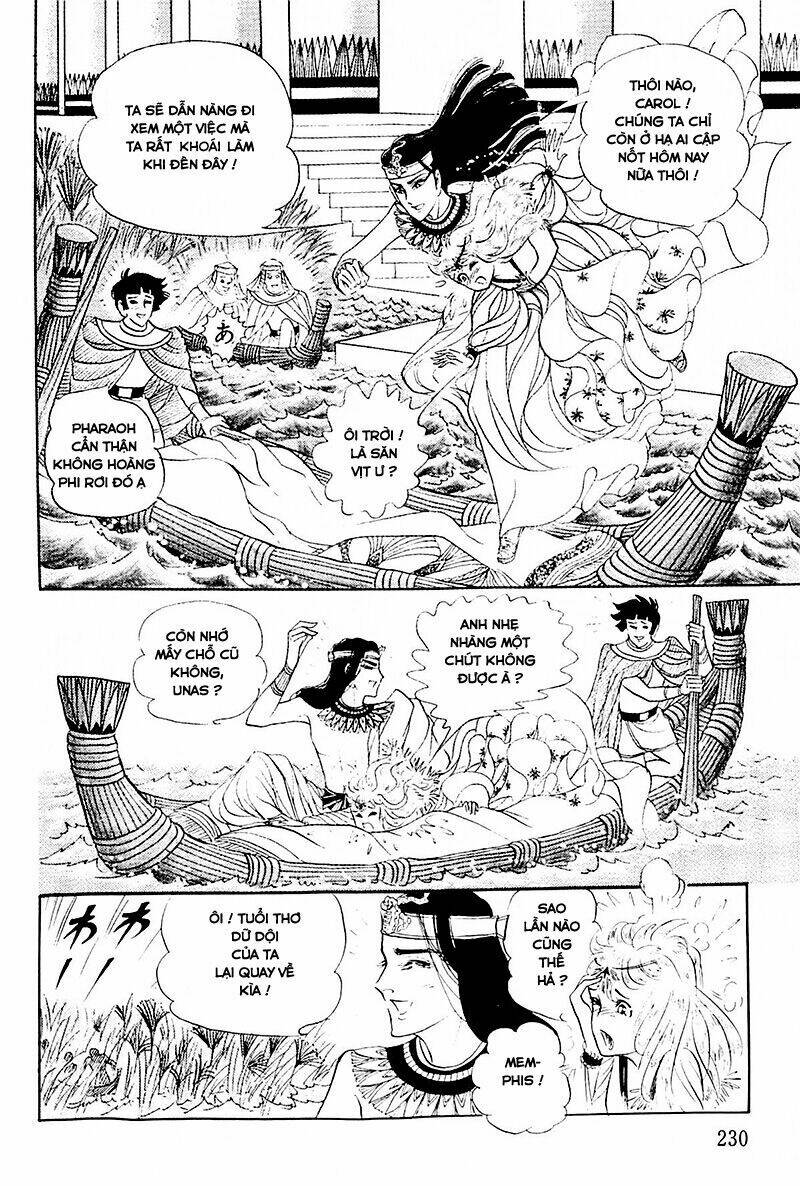 THÔI NÀO,
CAROL !
CHÚNG TA CHỈ
CÒN Ở HẠ AI CẬP
NỐT HÔM NAY
NỮA THÔI !
TA SẼ DẪN NÀNG ĐI
XEM MỘT VIỆC MÀ
TA RẤT KHOÁI LÀM
KHI ĐÊN ĐÂY !
あ
ÔI TRỜI !
LÀ SĂN
VỊT Ư ?
PHARAOH
CẨN THẬN
KHÔNG HOÀNG
PHI RƠI ĐÓ Ạ
ANH NHẸ
NHÀNG MỘT
CHÚT KHÔNG
ĐƯỢC À ?
CÒN NHỚ
MẤY CHỖ CŨ
KHÔNG,
UNAS ?
SAO
LẦN NÀO
CŨNG
THẾ
HẢ ?
MEM-
PHIS !
ÔI ! TUỔI THƠ
DỮ DỘI
CỦA TA
LẠI QUAY VỀ
KÌA !
230